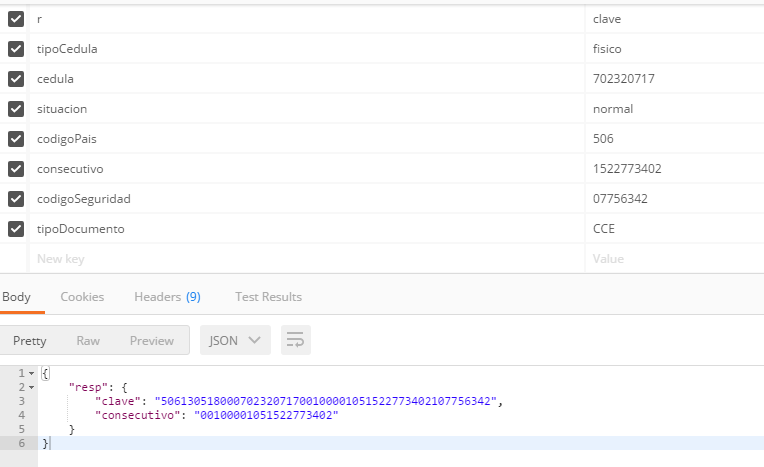 r clave
tipoCedula fisico
cedula 702320717
situacion normal
codigoPais 506
consecutivo 1522773402
codigoSeguridad 07756342
tipoDocumento CCE
New key Value
Body Cookies Headers (9) Test Results
Pretty Raw Preview JSON
1 {
2 "resp": {
3 "clave": "50613051800070232071700100001051522773402107756342",
4 "consecutivo": "00100001051522773402"
5 }
6 }